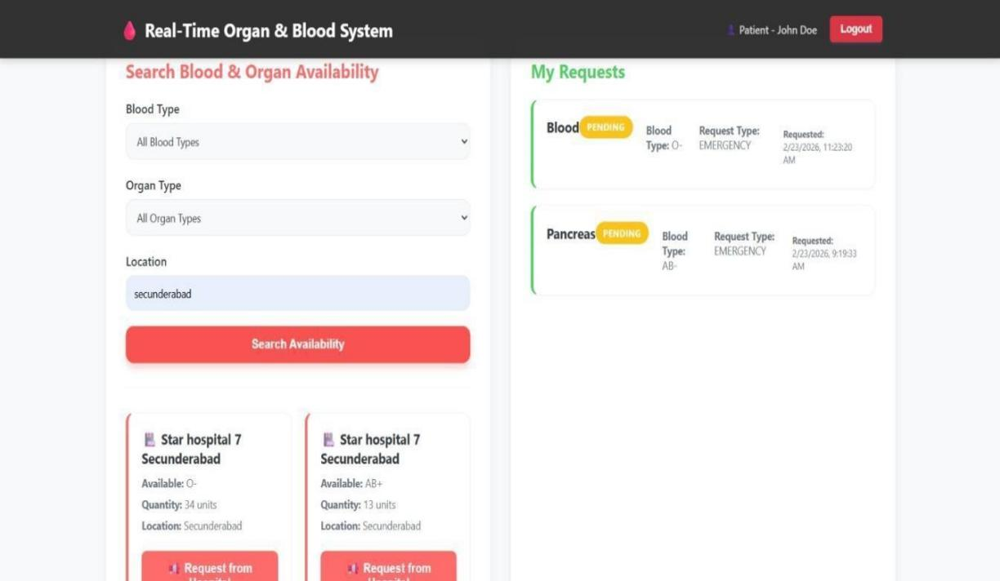 Real-Time Organ & Blood System
Patient - John Doe
Logout
Search Blood & Organ Availability
Blood Type
All Blood Types
Organ Type
All Organ Types
Location
secunderabad
Search Availability
Star hospital 7
Secunderabad
Available: O-
Quantity: 34 units
Location: Secunderabad
Request from
Hospital
Star hospital 7
Secunderabad
Available: AB+
Quantity: 13 units
Location: Secunderabad
Request from
Hospital
My Requests
Blood PENDING
Blood
Type: O-
Request Type:
EMERGENCY
Requested:
2/23/2026, 11:23:20
AM
Pancreas PENDING
Blood
Type:
AB-
Request Type:
EMERGENCY
Requested:
2/23/2026, 9:19:33
AM